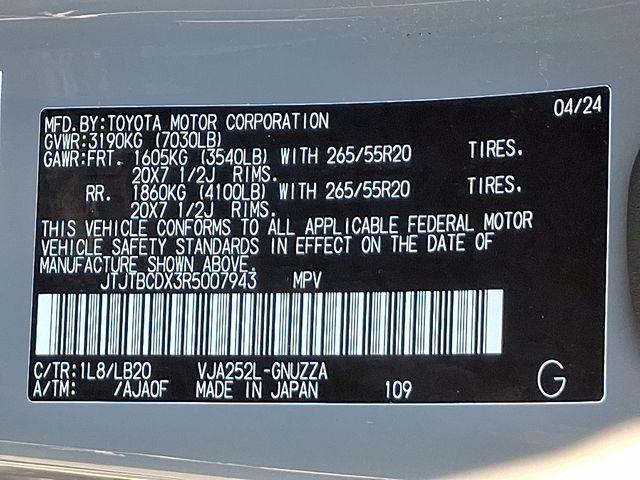 04/24
MFD. BY: TOYOTA MOTOR CORPORATION
GVWR: 3190KG (7030LB)
GAWR: FRT. 1605KG (3540LB) WITH 265/55R20 TIRES.
20X7 1/2J RIMS.
RR. 1860KG (4100LB) WITH 265/55R20 TIRES.
20X7 1/2J RIMS.
THIS VEHICLE CONFORMS TO ALL APPLICABLE FEDERAL MOTOR
VEHICLE SAFETY STANDARDS IN EFFECT ON THE DATE OF
MANUFACTURE SHOWN ABOVE.
JTJTBCDX3R5007943 MPV
C/TR: 1L8/LB20 VJA252L-GNUZZA
A/TM: /AJA0F MADE IN JAPAN 109 G